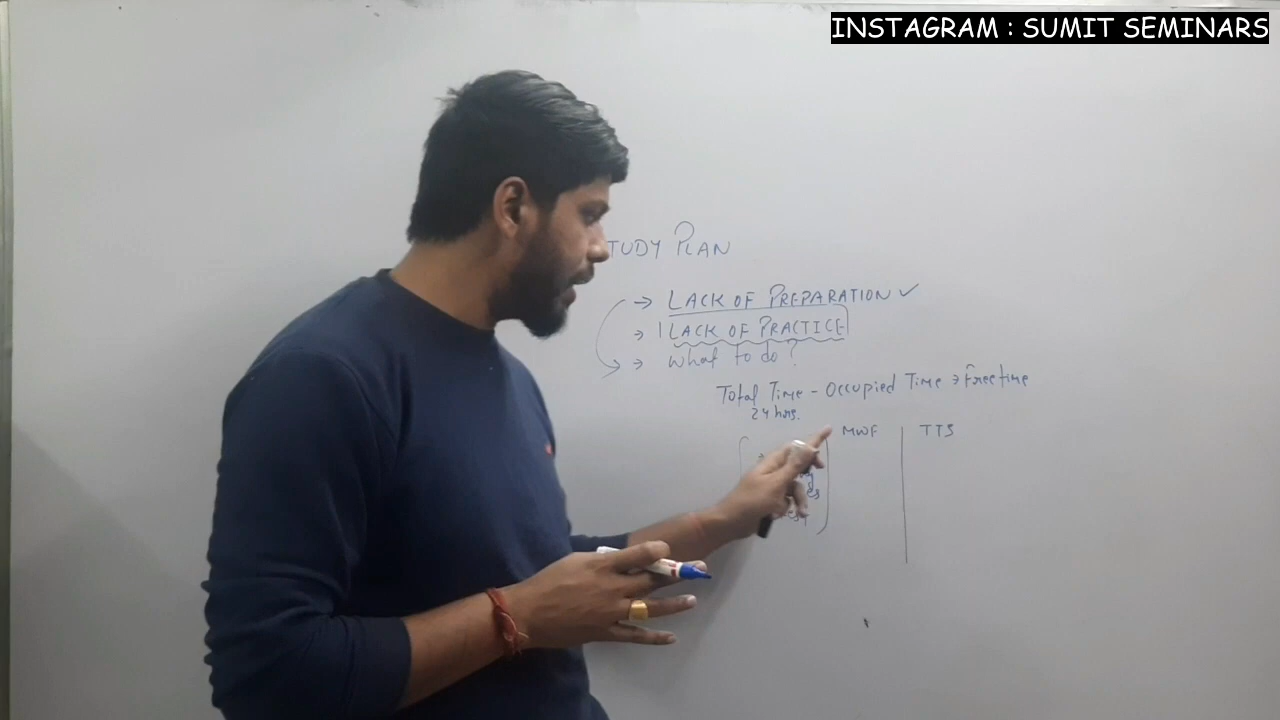 INSTAGRAM : SUMIT SEMINARS
TUDY PLAN
→ LACK OF PREPARATION ✓
→ LACK OF PRACTICE
→ What to do?
Total Time - Occupied Time → Free time
24 hrs.
MWF TTS